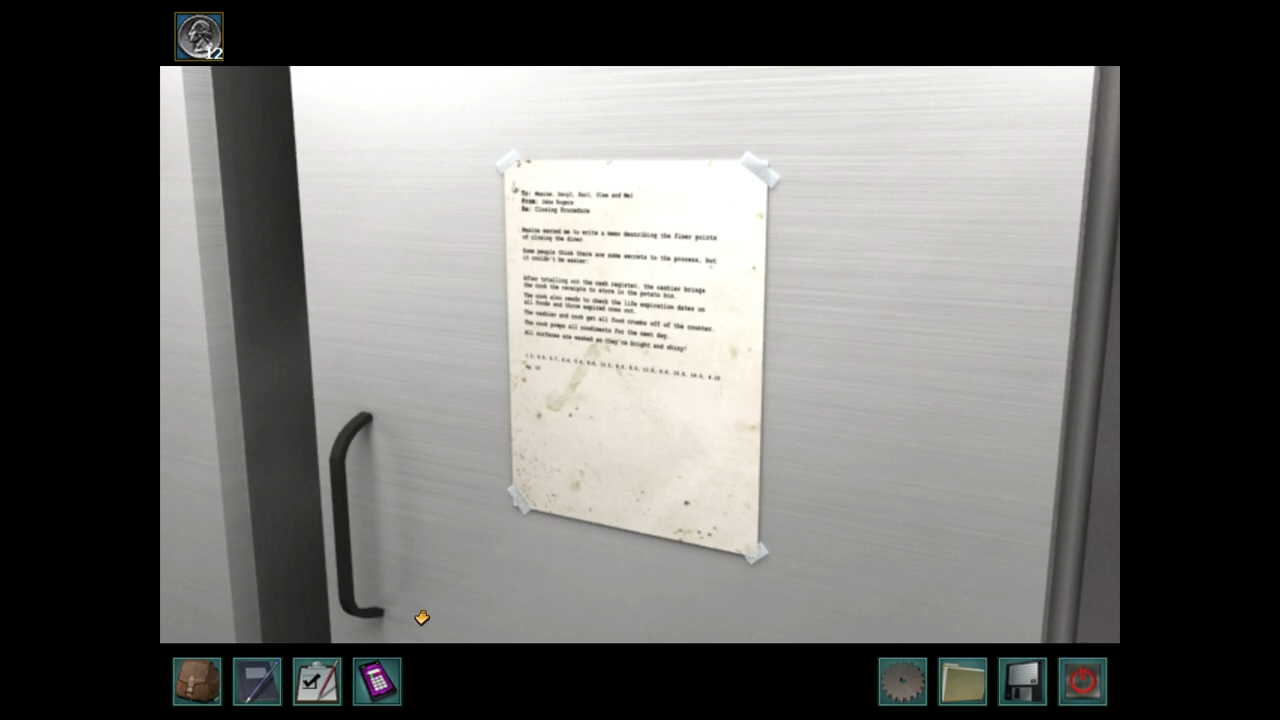 12
To: Maxine, Daryl, Karl, Elem and Mel
From: Jake Rogers
Re: Closing Procedure
Maxine wanted me to write a memo describing the finer points
of closing the diner.
Some people think there are some secrets to the process, but
it couldn't be easier:
After totalling out the cash register, the cashier brings
the cook the receipts to store in the potato bin.
The cook also needs to check the life expiration dates on
all foods and throw expired ones out.
The cashier and cook get all food crumbs off of the counter.
The cook preps all condiments for the next day.
All surfaces are washed so they're bright and shiny!